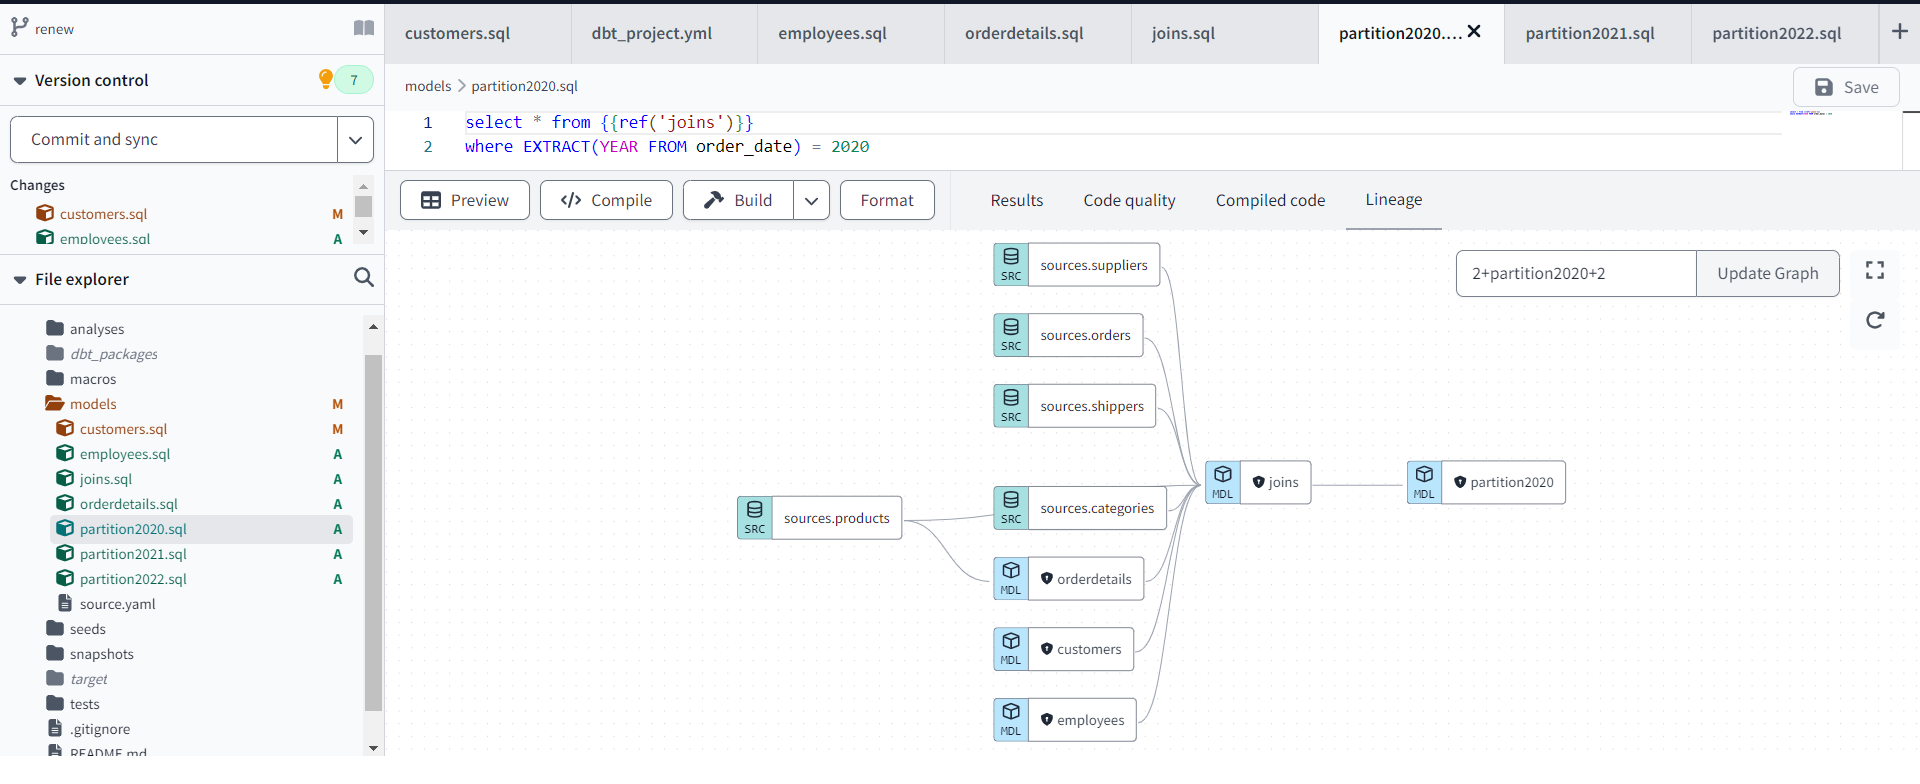 renew
Version control
7
Commit and sync
Changes
customers.sql M
employees.sql A
File explorer
analyses
dbt_packages
macros
models M
customers.sql M
employees.sql A
joins.sql A
orderdetails.sql A
partition2020.sql A
partition2021.sql A
partition2022.sql A
source.yaml
seeds
snapshots
target
tests
.gitignore
README.md
customers.sql dbt_project.yml employees.sql orderdetails.sql joins.sql partition2020.... partition2021.sql partition2022.sql
models > partition2020.sql
Save
1 select * from {{ref('joins')}}
2 where EXTRACT(YEAR FROM order_date) = 2020
Preview Compile Build Format Results Code quality Compiled code Lineage
2+partition2020+2 Update Graph
SRC sources.suppliers
SRC sources.orders
SRC sources.shippers
MDL joins
MDL partition2020
SRC sources.products
SRC sources.categories
MDL orderdetails
MDL customers
MDL employees